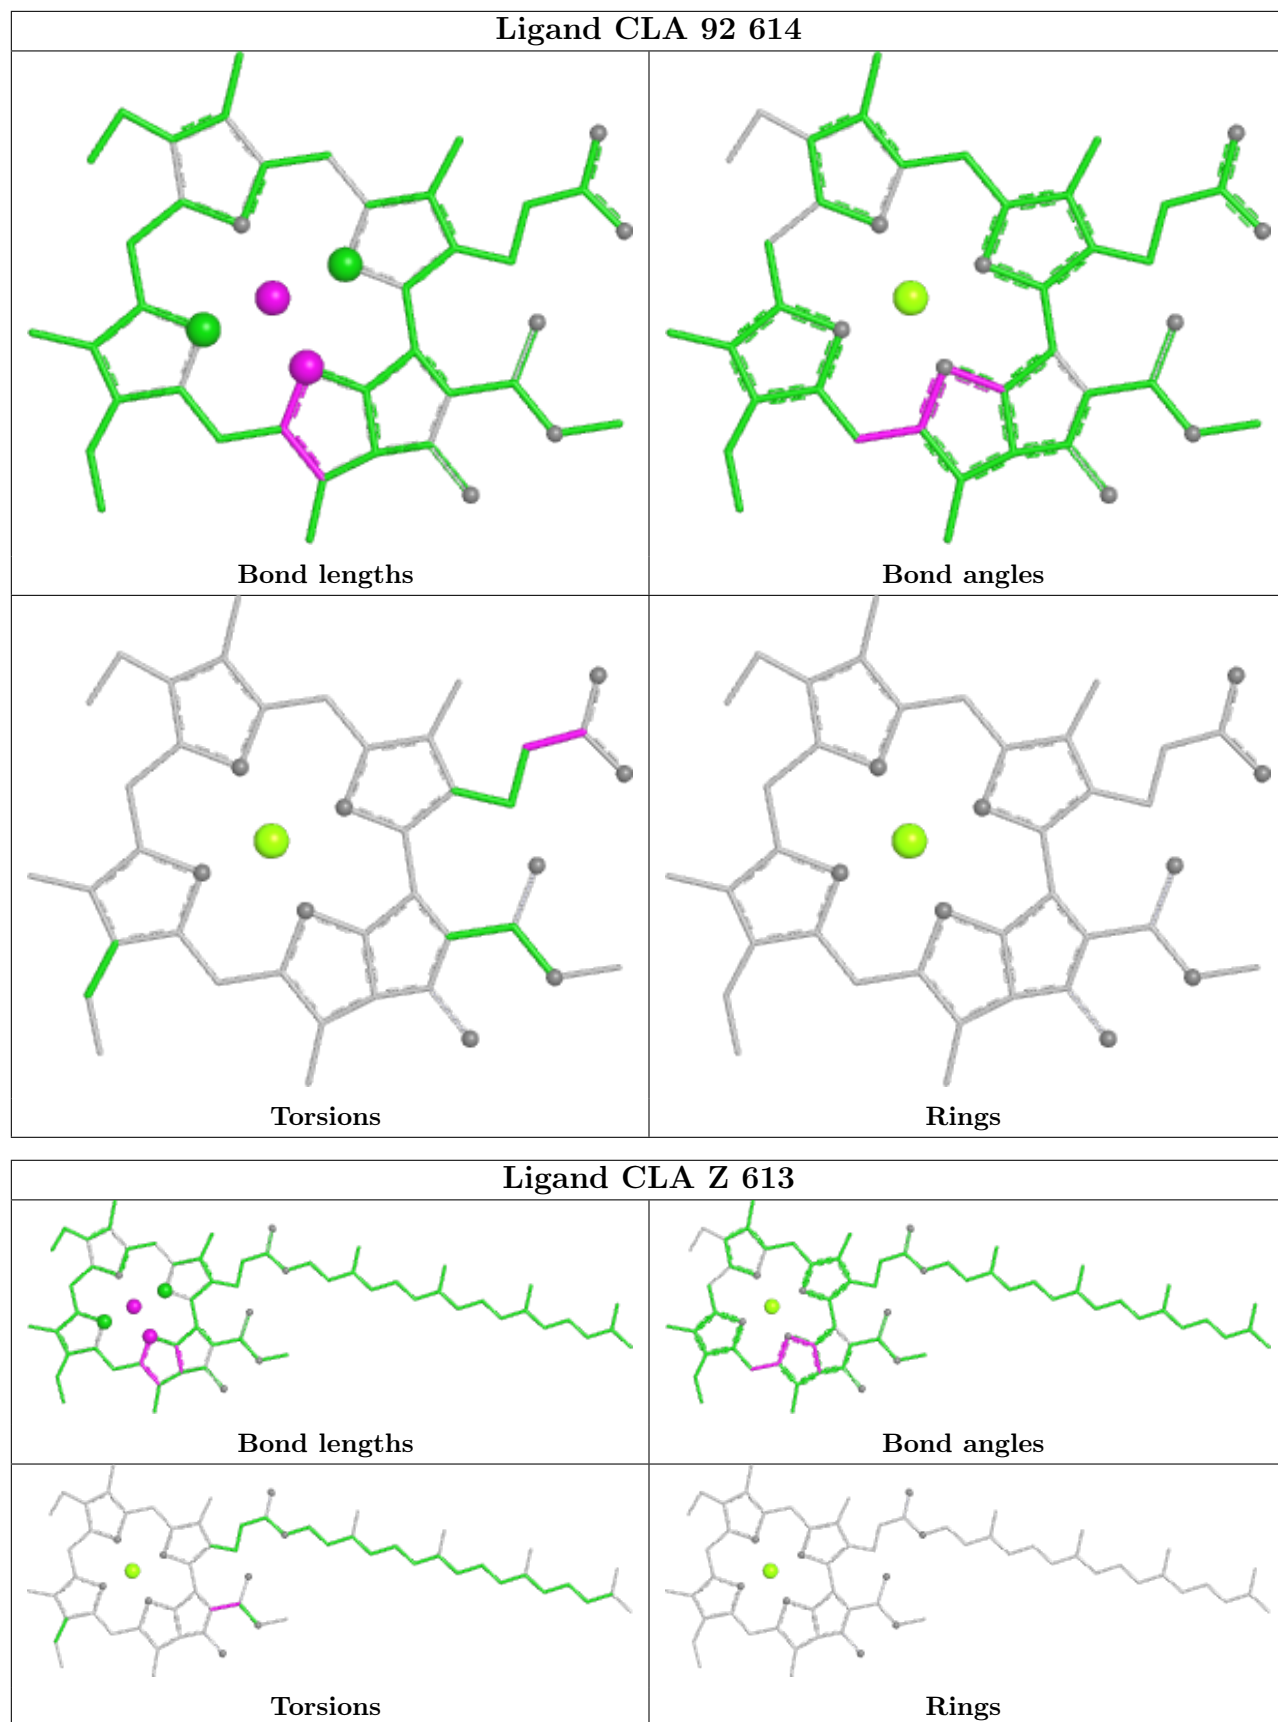 Ligand CLA 92 614
Bond lengths
Bond angles
Torsions
Rings
Ligand CLA Z 613
Bond lengths
Bond angles
Torsions
Rings